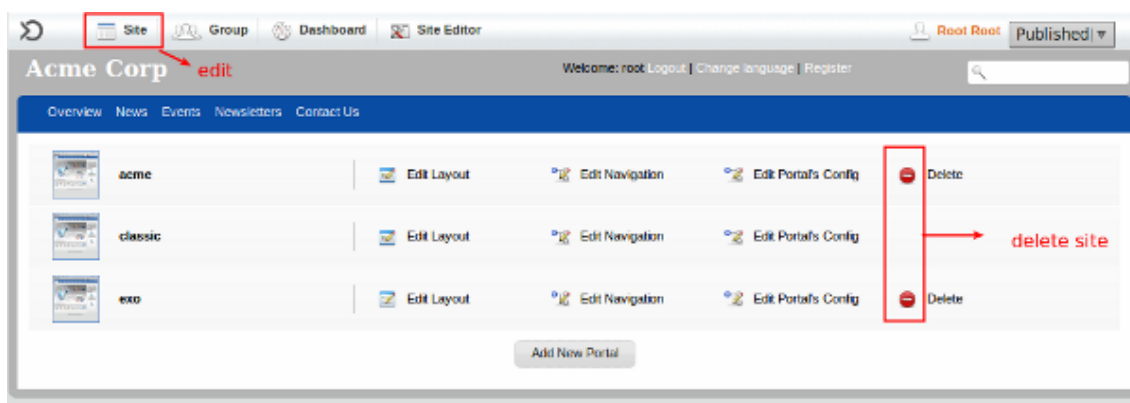 Site Group Dashboard Site Editor Root Root Published
Acme Corp edit Welcome: root Logout | Change language | Register
Overview News Events Newsletters Contact Us
acme Edit Layout Edit Navigation Edit Portal's Config Delete
classic Edit Layout Edit Navigation Edit Portal's Config
delete site
exo Edit Layout Edit Navigation Edit Portal's Config Delete
Add New Portal